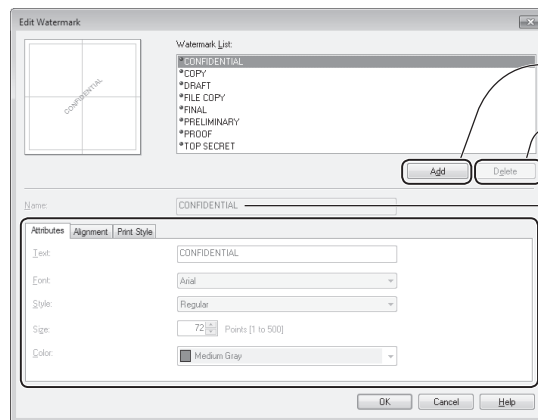 Edit Watermark
Watermark List:
CONFIDENTIAL
CONFIDENTIAL
COPY
DRAFT
FILE COPY
FINAL
PRELIMINARY
PROOF
TOP SECRET
Add
Delete
Name:
CONFIDENTIAL
Attributes Alignment Print Style
Text:
CONFIDENTIAL
Font:
Arial
Style:
Regular
Size:
72 Points [1 to 500]
Color:
Medium Gray
OK Cancel Help